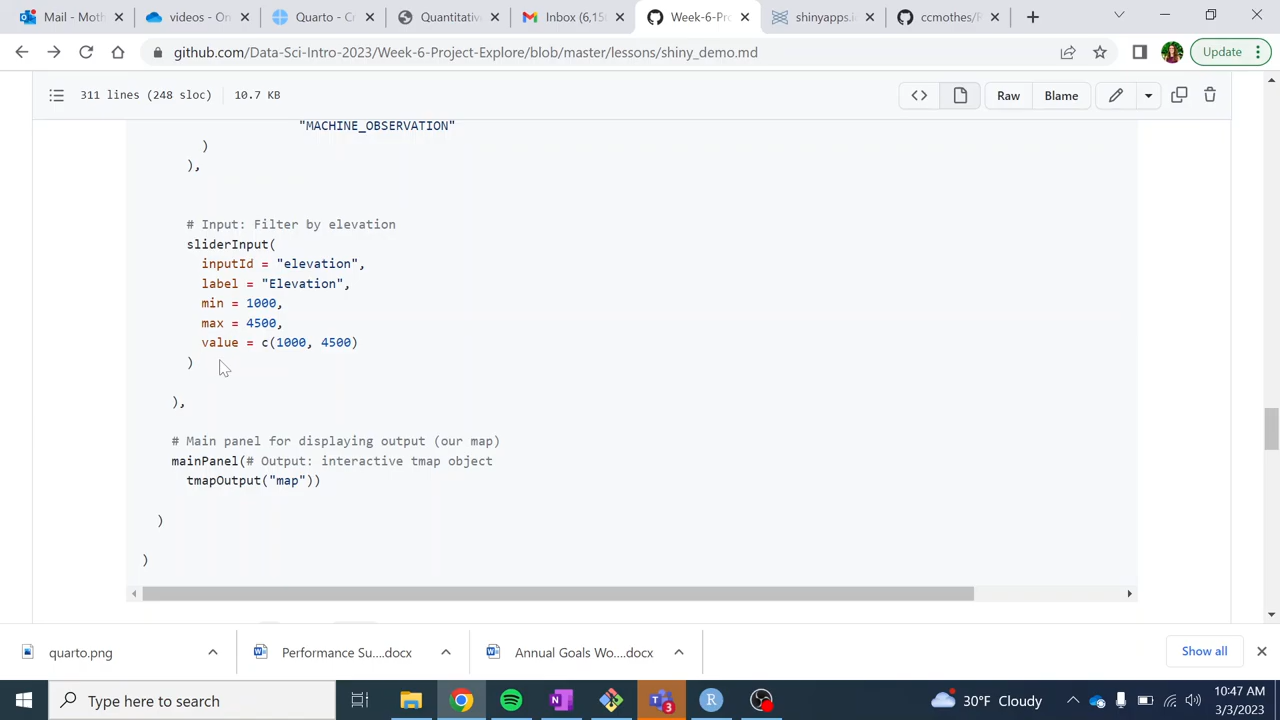 Mail - Moth
videos - On
Quarto - Cr
Quantitativ
Inbox (6,15
Week-6-Pro
shinyapps.i
ccmothes/P
github.com/Data-Sci-Intro-2023/Week-6-Project-Explore/blob/master/lessons/shiny_demo.md
Update
311 lines (248 sloc)
10.7 KB
Raw
Blame
"MACHINE_OBSERVATION"
)
),
# Input: Filter by elevation
sliderInput(
inputId = "elevation",
label = "Elevation",
min = 1000,
max = 4500,
value = c(1000, 4500)
)
),
# Main panel for displaying output (our map)
mainPanel(# Output: interactive tmap object
tmapOutput("map"))
)
)
quarto.png
Performance Su....docx
Annual Goals Wo....docx
Show all
Type here to search
3
30°F Cloudy
10:47 AM
3/3/2023